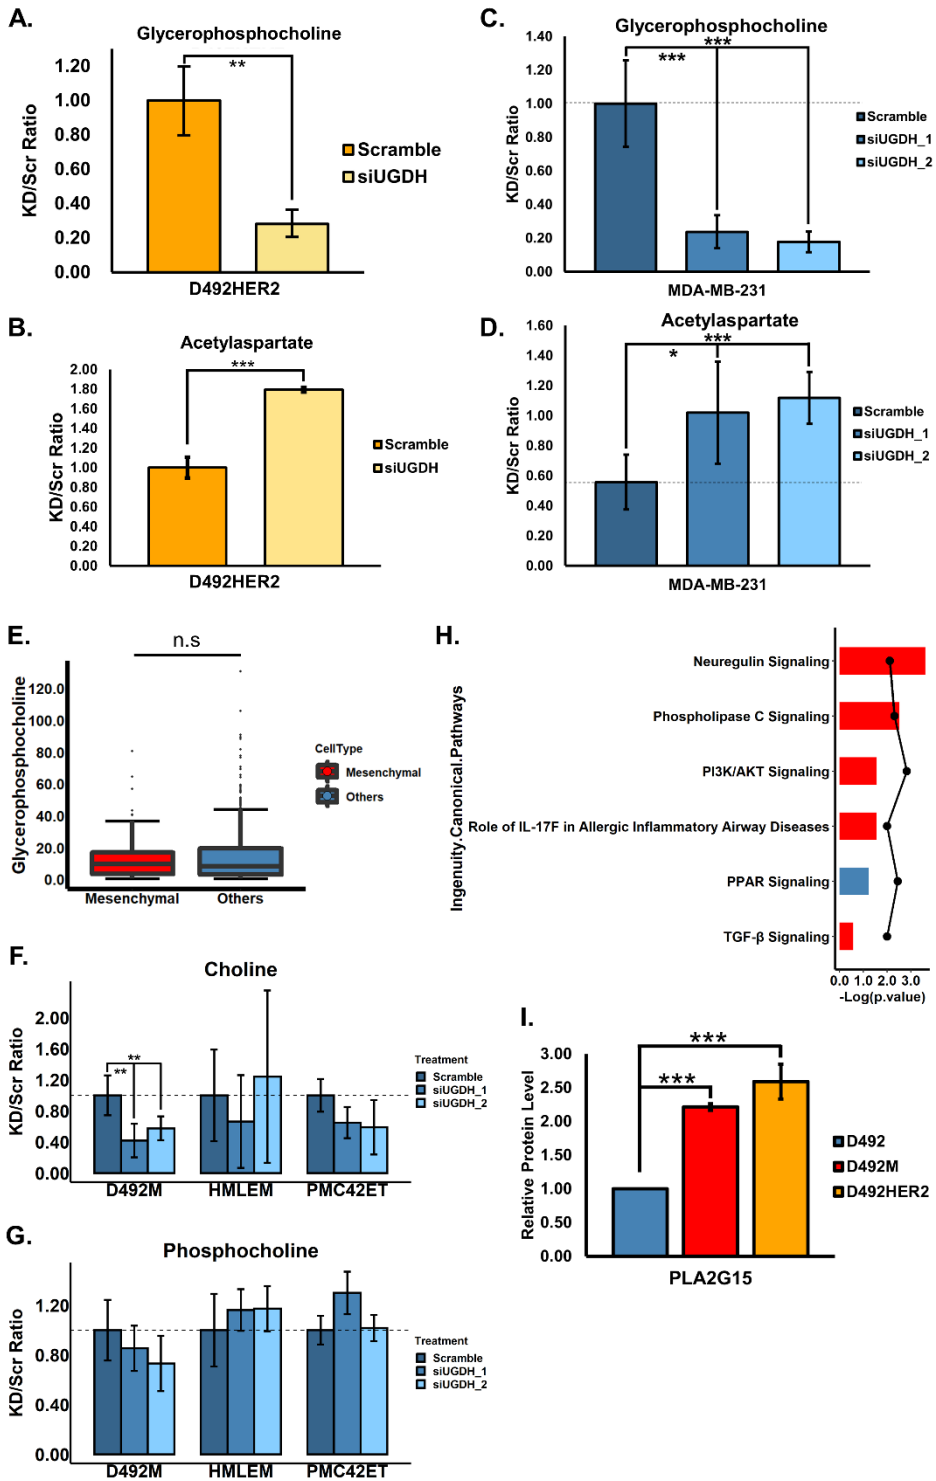 A.
Glycerophosphocholine
KD/Scr Ratio
1.20
1.00
0.80
0.60
0.40
0.20
0.00
**
Scramble
siUGDH
D492HER2
B.
Acetylaspartate
KD/Scr Ratio
2.00
1.80
1.60
1.40
1.20
1.00
0.80
0.60
0.40
0.20
0.00
***
Scramble
siUGDH
D492HER2
C.
Glycerophosphocholine
KD/Scr Ratio
1.40
1.20
1.00
0.80
0.60
0.40
0.20
0.00
***
***
Scramble
siUGDH_1
siUGDH_2
MDA-MB-231
D.
Acetylaspartate
KD/Scr Ratio
1.60
1.40
1.20
1.00
0.80
0.60
0.40
0.20
0.00
***
*
Scramble
siUGDH_1
siUGDH_2
MDA-MB-231
E.
n.s
Glycerophosphocholine
120.0
100.0
80.0
60.0
40.0
20.0
0.0
CellType
Mesenchymal
Others
Mesenchymal Others
F.
Choline
KD/Scr Ratio
2.00
1.60
1.20
0.80
0.40
0.00
**
**
Treatment
Scramble
siUGDH_1
siUGDH_2
D492M HMLEM PMC42ET
G.
Phosphocholine
KD/Scr Ratio
1.20
0.80
0.40
0.00
Treatment
Scramble
siUGDH_1
siUGDH_2
D492M HMLEM PMC42ET
H.
Ingenuity.Canonical.Pathways
Neuregulin Signaling
Phospholipase C Signaling
PI3K/AKT Signaling
Role of IL-17F in Allergic Inflammatory Airway Diseases
PPAR Signaling
TGF-β Signaling
0.0 1.0 2.0 3.0
-Log(p.value)
I.
Relative Protein Level
3.00
2.50
2.00
1.50
1.00
0.50
0.00
***
***
D492
D492M
D492HER2
PLA2G15